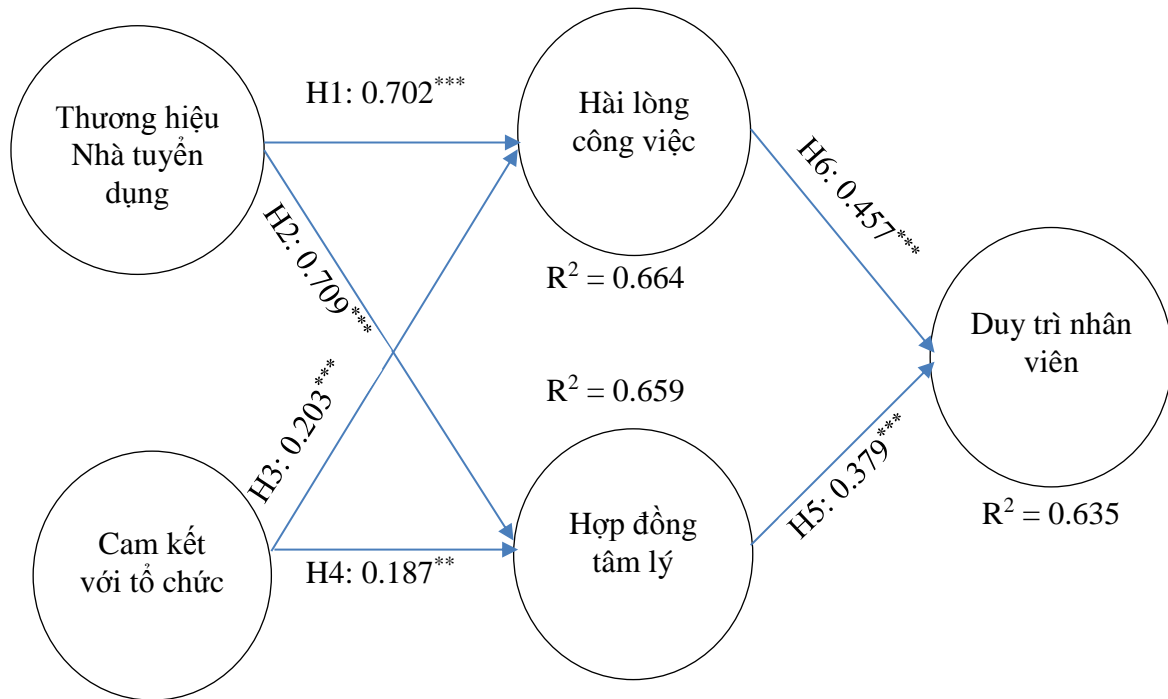 Thương hiệu
Nhà tuyển
dụng
H1: 0.702***
Hài lòng
công việc
H2: 0.709***
H6: 0.457***
R² = 0.664
Duy trì nhân
viên
R² = 0.659
H3: 0.203***
H5: 0.379***
R² = 0.635
Cam kết
với tổ chức
H4: 0.187**
Hợp đồng
tâm lý